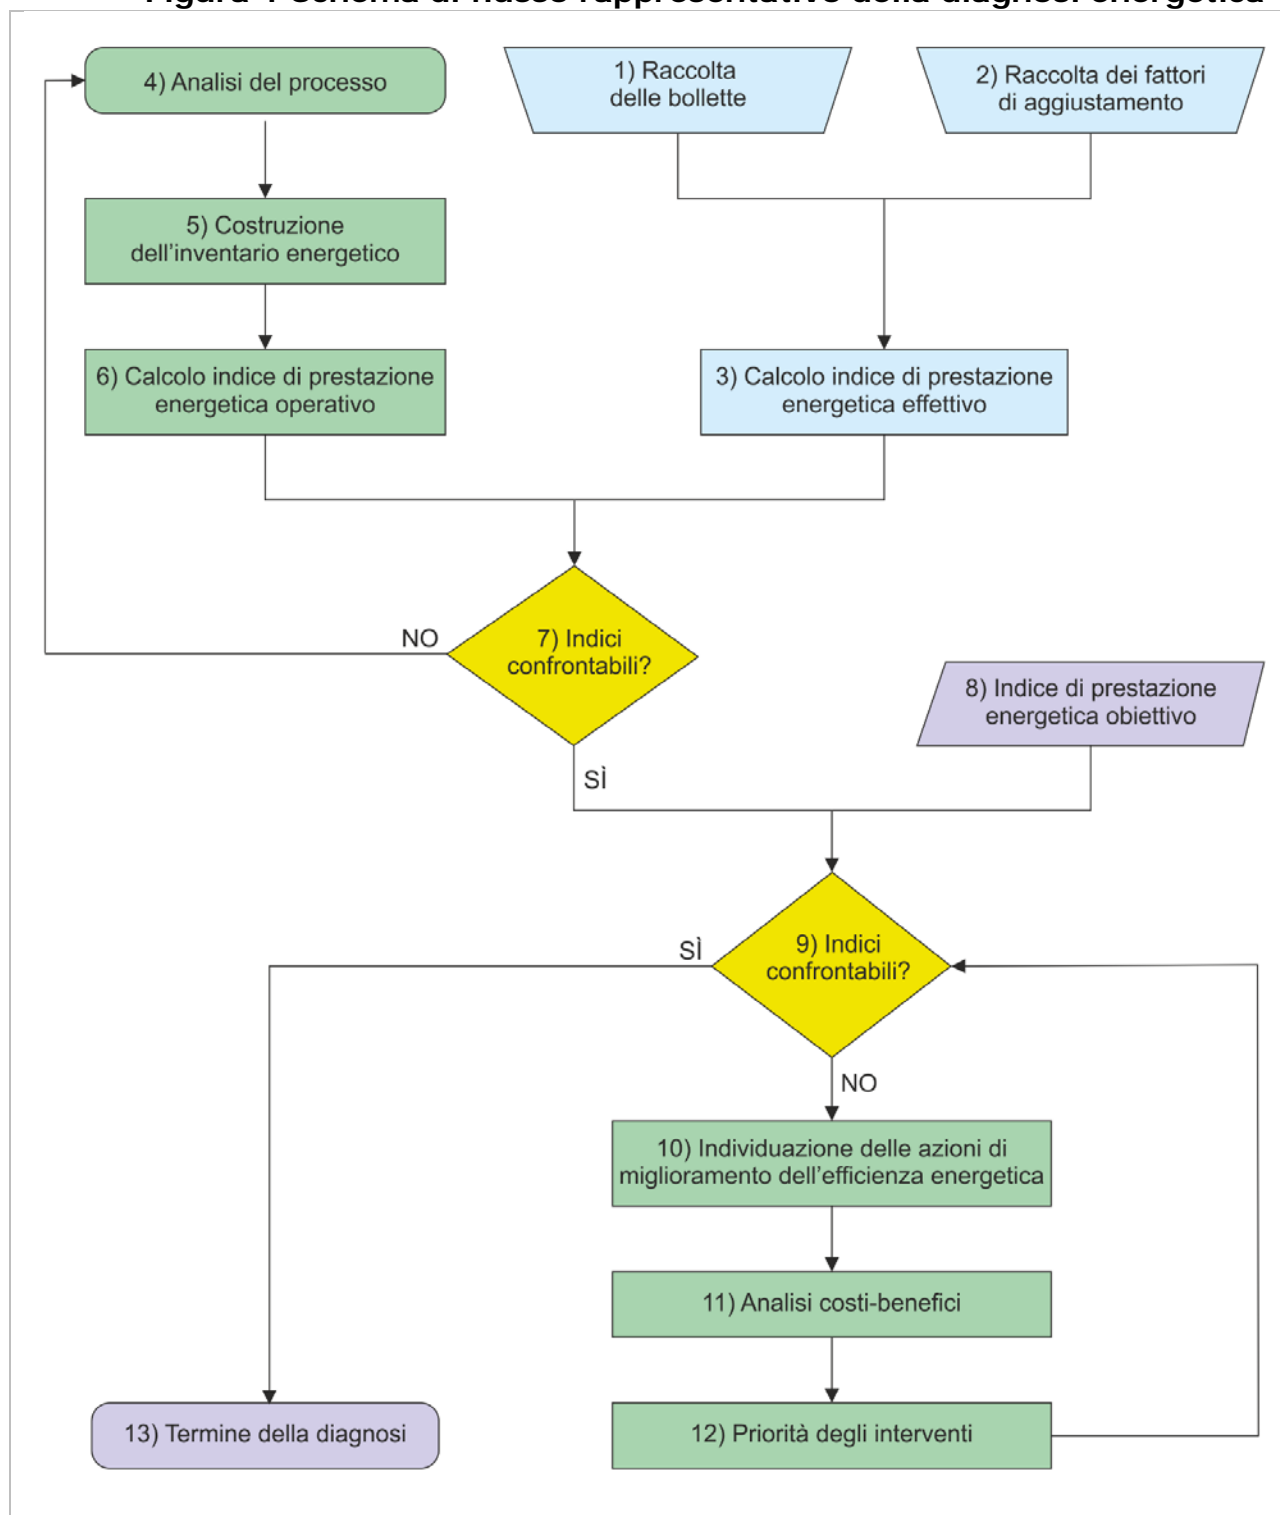 4) Analisi del processo
1) Raccolta
delle bollette
2) Raccolta dei fattori
di aggiustamento
5) Costruzione
dell’inventario energetico
6) Calcolo indice di prestazione
energetica operativo
3) Calcolo indice di prestazione
energetica effettivo
NO
7) Indici
confrontabili?
8) Indice di prestazione
energetica obiettivo
SÌ
SÌ
9) Indici
confrontabili?
NO
10) Individuazione delle azioni di
miglioramento dell’efficienza energetica
11) Analisi costi-benefici
13) Termine della diagnosi
12) Priorità degli interventi